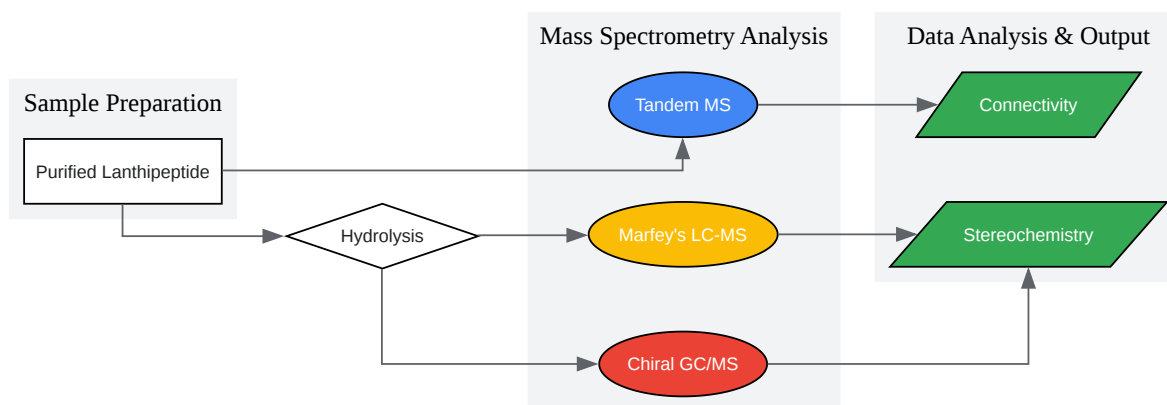 Sample Preparation
Purified Lanthipeptide
Hydrolysis
Mass Spectrometry Analysis
Tandem MS
Marfey's LC-MS
Chiral GC/MS
Data Analysis & Output
Connectivity
Stereochemistry